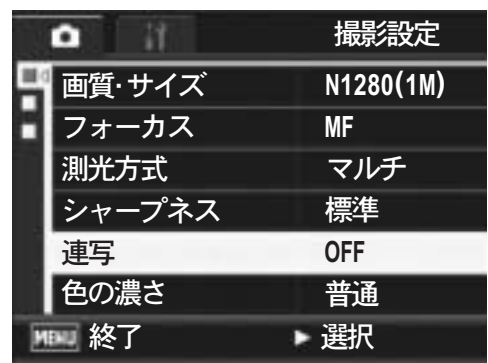 撮影設定
画質・サイズ N1280(1M)
フォーカス MF
測光方式 マルチ
シャープネス 標準
連写 OFF
色の濃さ 普通
MENU 終了 ▶ 選択